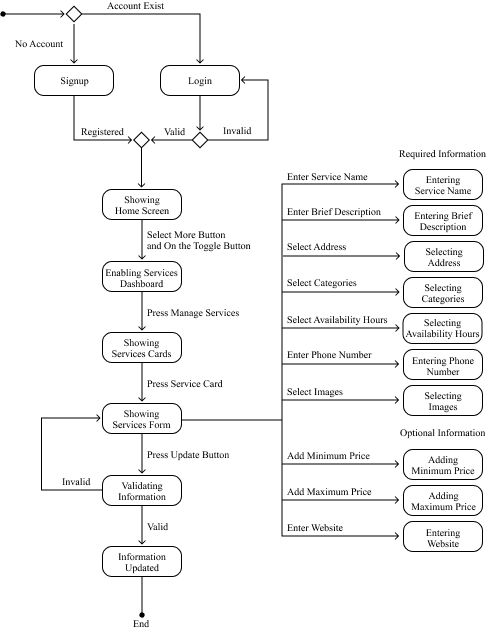 Account Exist
No Account
Signup
Login
Registered
Valid
Invalid
Showing
Home Screen
Select More Button
and On the Toggle Button
Enabling Services
Dashboard
Press Manage Services
Showing
Services Cards
Press Service Card
Showing
Services Form
Press Update Button
Invalid
Validating
Information
Valid
Information
Updated
End
Required Information
Enter Service Name
Entering
Service Name
Enter Brief Description
Entering Brief
Description
Select Address
Selecting
Address
Select Categories
Selecting
Categories
Select Availability Hours
Selecting
Availability Hours
Enter Phone Number
Entering Phone
Number
Select Images
Selecting
Images
Optional Information
Add Minimum Price
Adding
Minimum Price
Add Maximum Price
Adding
Maximum Price
Enter Website
Entering
Website